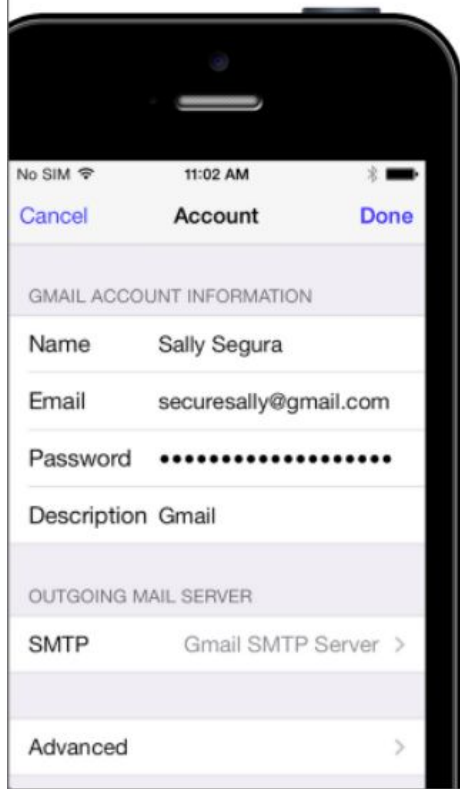 No SIM 11:02 AM
Cancel Account Done
GMAIL ACCOUNT INFORMATION
Name Sally Segura
Email securesally@gmail.com
Password •••••••••••••••••••
Description Gmail
OUTGOING MAIL SERVER
SMTP Gmail SMTP Server >
Advanced >